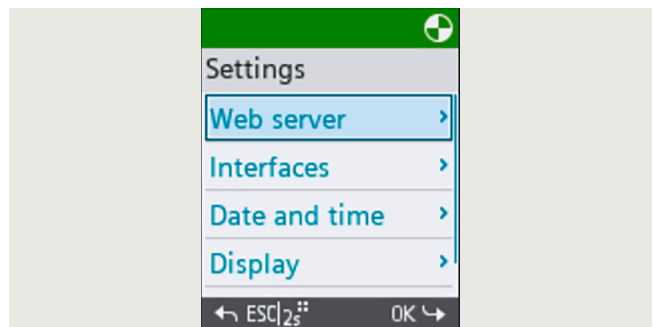 Settings
Web server
Interfaces
Date and time
Display
ESC|2s OK